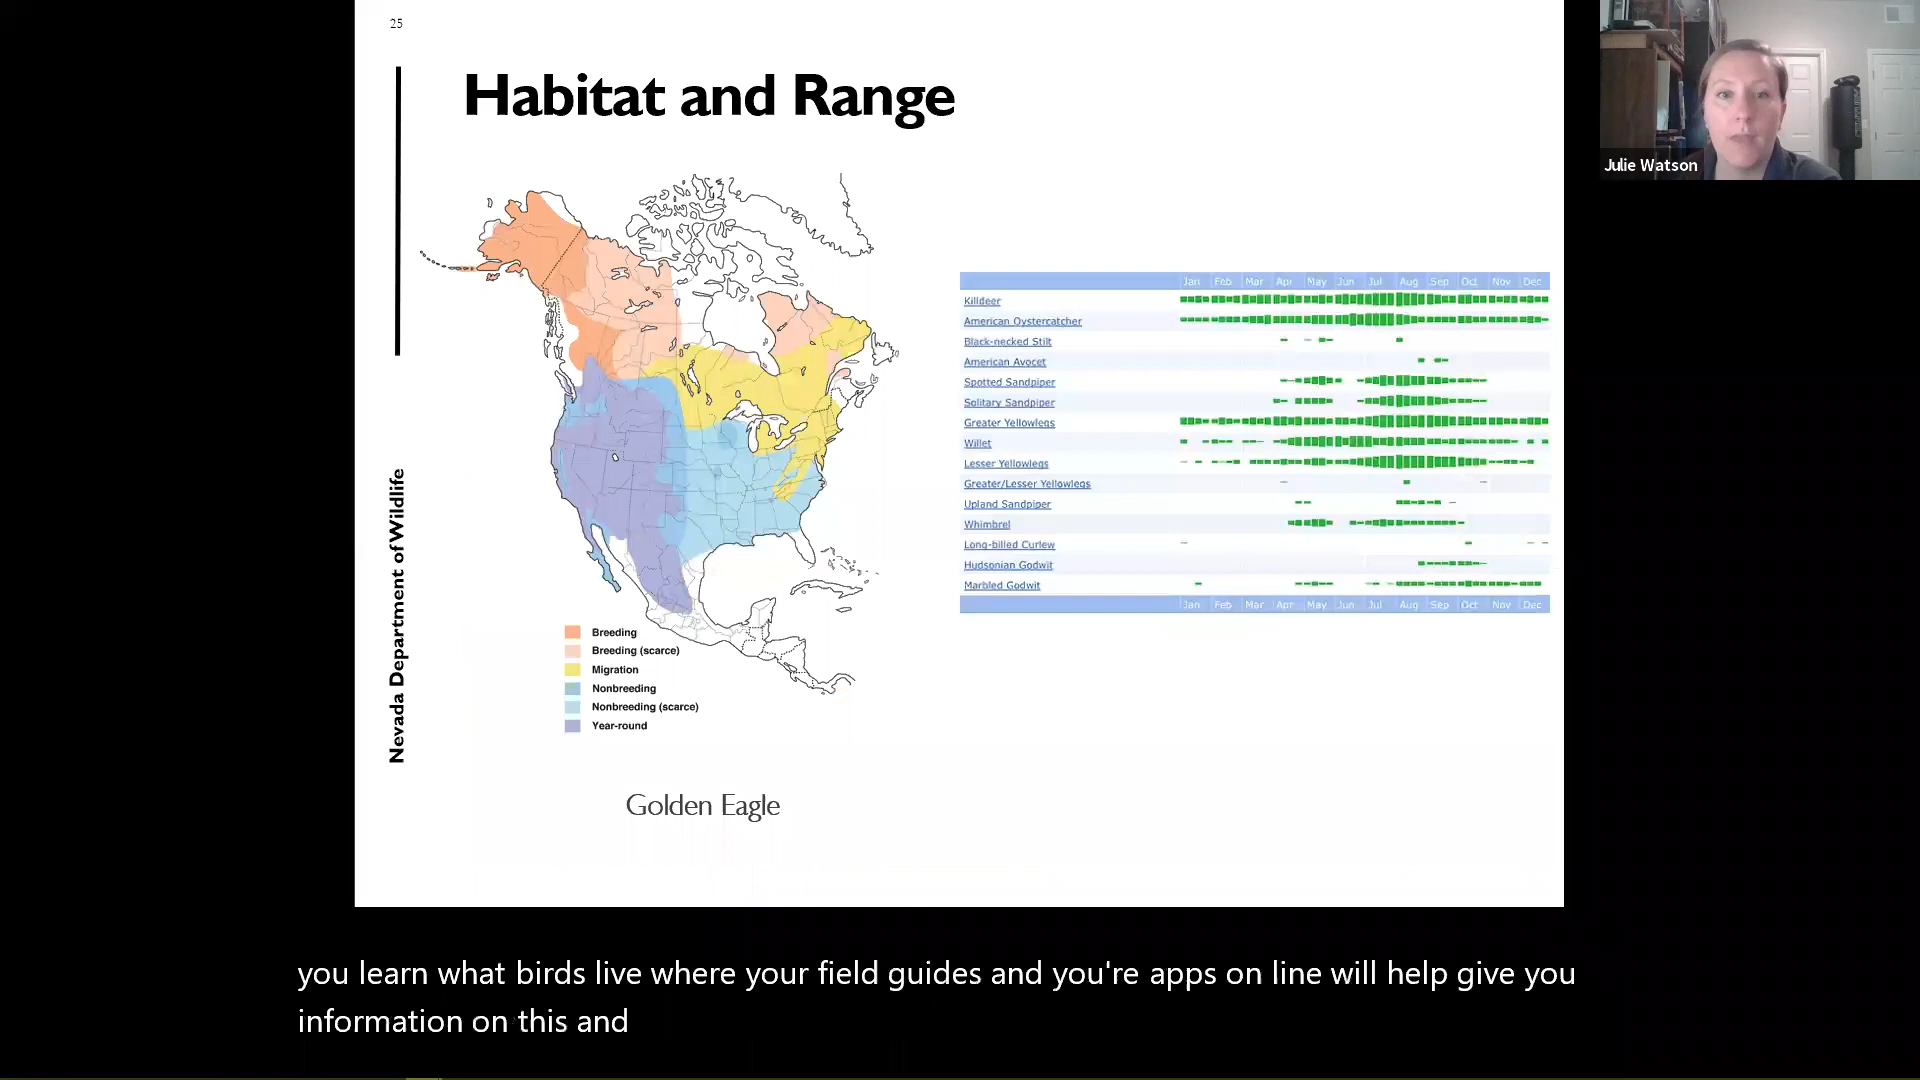 25
Habitat and Range
Nevada Department of Wildlife
Breeding
Breeding (scarce)
Migration
Nonbreeding
Nonbreeding (scarce)
Year-round
Golden Eagle
Jan Feb Mar Apr May Jun Jul Aug Sep Oct Nov Dec
Killdeer
American Oystercatcher
Black-necked Stilt
American Avocet
Spotted Sandpiper
Solitary Sandpiper
Greater Yellowlegs
Willet
Lesser Yellowlegs
Greater/Lesser Yellowlegs
Upland Sandpiper
Whimbrel
Long-billed Curlew
Hudsonian Godwit
Marbled Godwit
Jan Feb Mar Apr May Jun Jul Aug Sep Oct Nov Dec
Julie Watson
you learn what birds live where your field guides and you're apps on line will help give you
information on this and